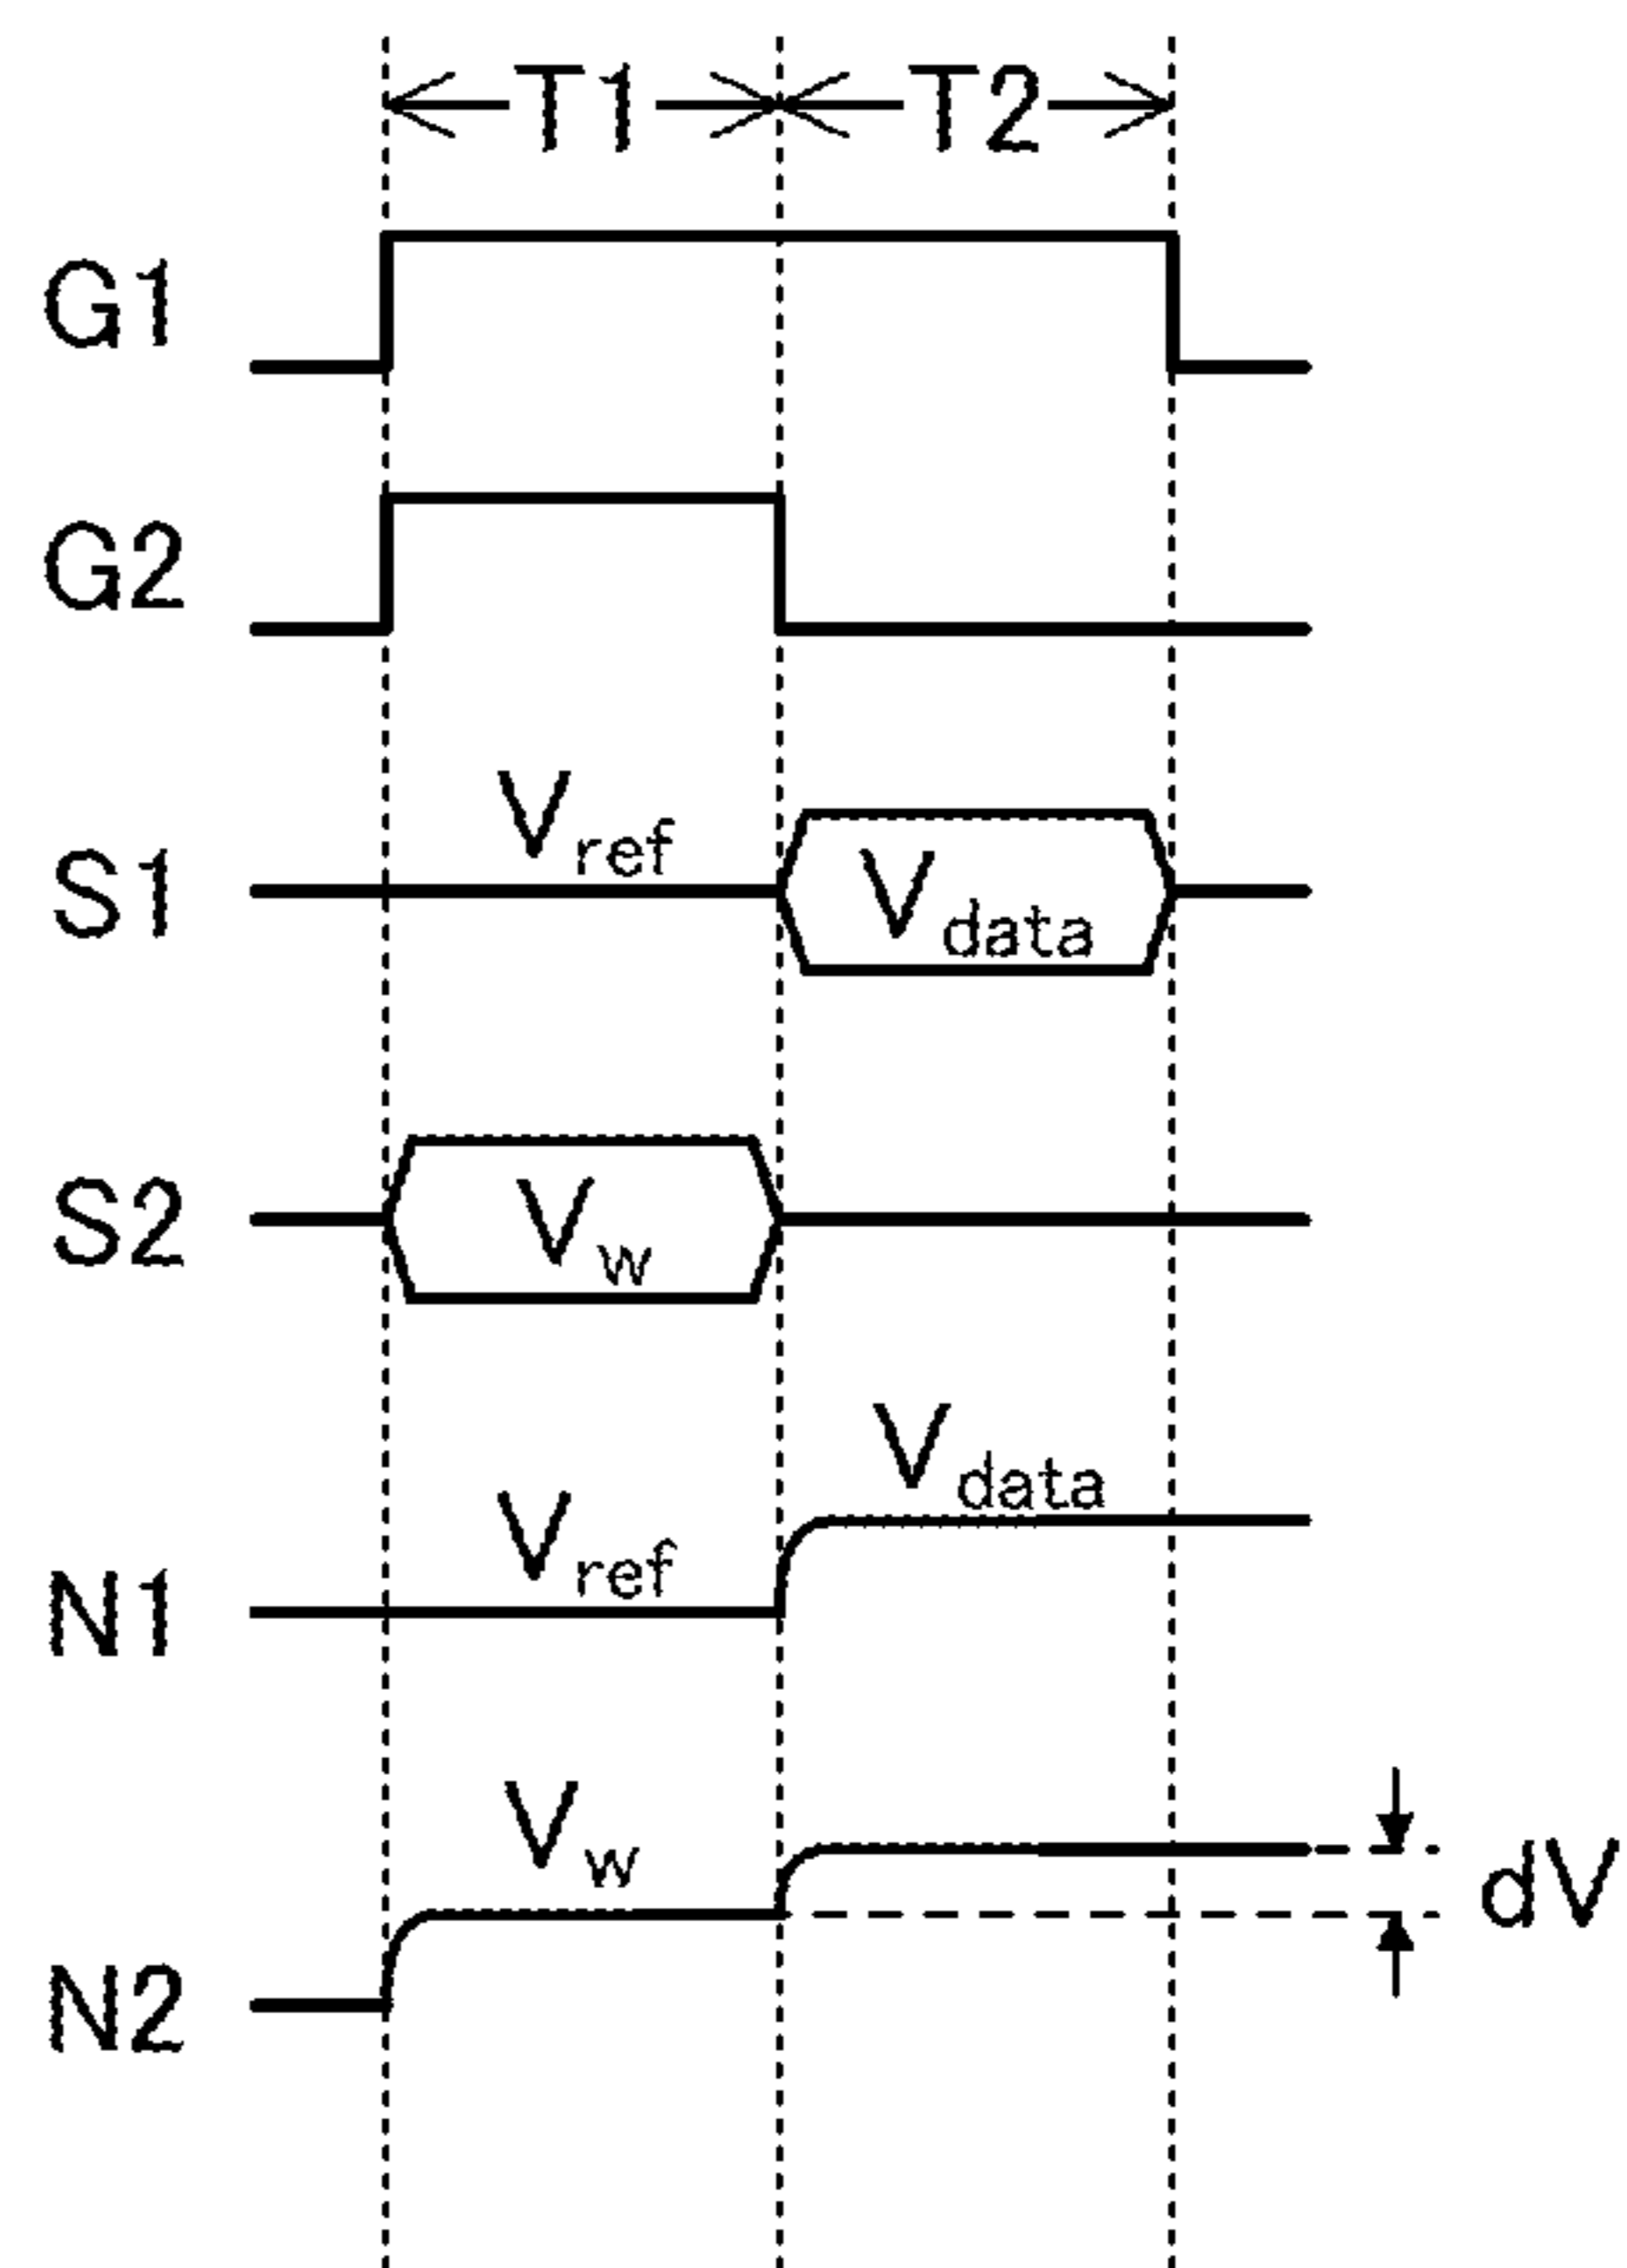 T1 T2
G1
G2
Vref
S1 Vdata
S2 Vw
Vdata
Vref
N1
Vw
dV
N2